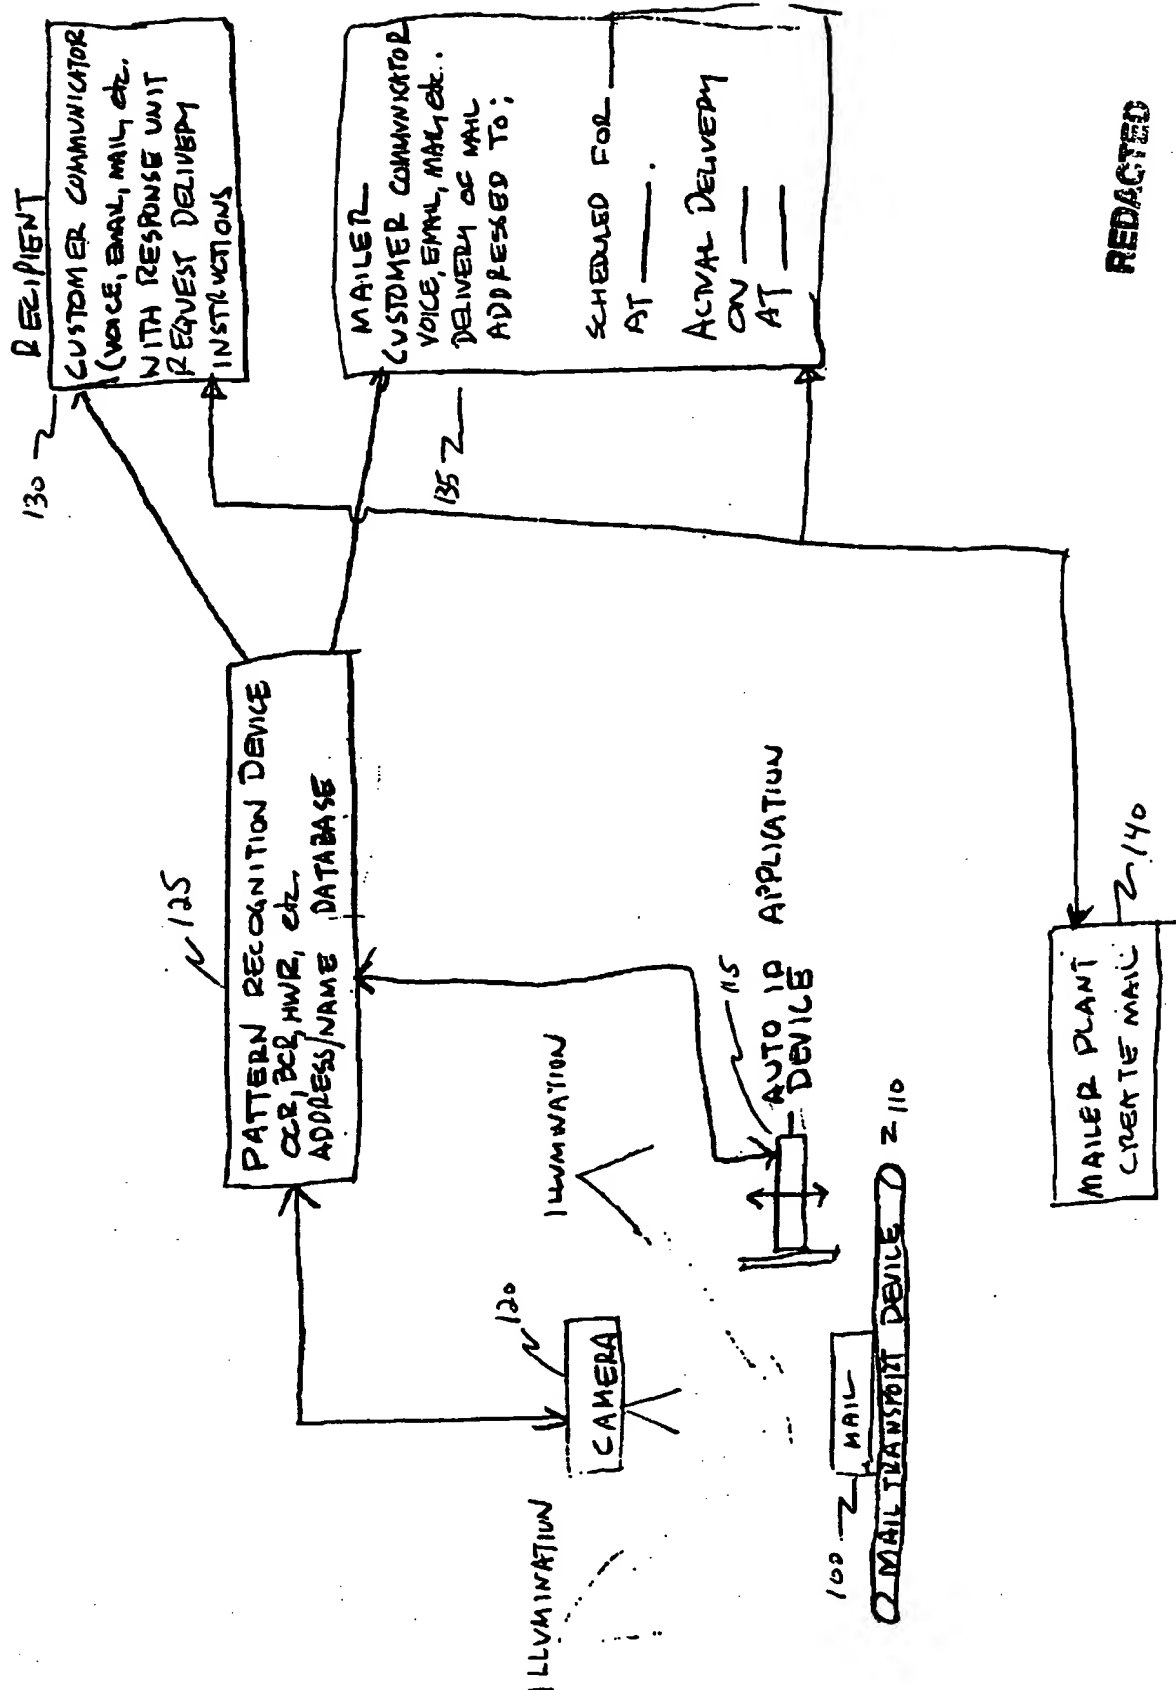 RECIPIENT
CUSTOMER COMMUNICATOR
(VOICE, EMAIL, MAIL, etc.
WITH RESPONSE UNIT
REQUEST DELIVERY
INSTRUCTIONS
130
MAILER
CUSTOMER COMMUNICATOR
VOICE, EMAIL, MAIL, etc..
DELIVERY OF MAIL
ADDRESSED TO;
SCHEDULED FOR
AT .
ACTUAL DELIVERY
ON
AT
135
125
PATTERN RECOGNITION DEVICE
OCR, BCR, HWR, etc.
ADDRESS/NAME DATABASE
ILLUMINATION
120
CAMERA
ILLUMINATION
115
AUTO ID APPLICATION
DEVICE
100
MAIL
MAIL TRANSPORT DEVICE
110
MAILER PLANT
CREATE MAIL
140
REDACTED